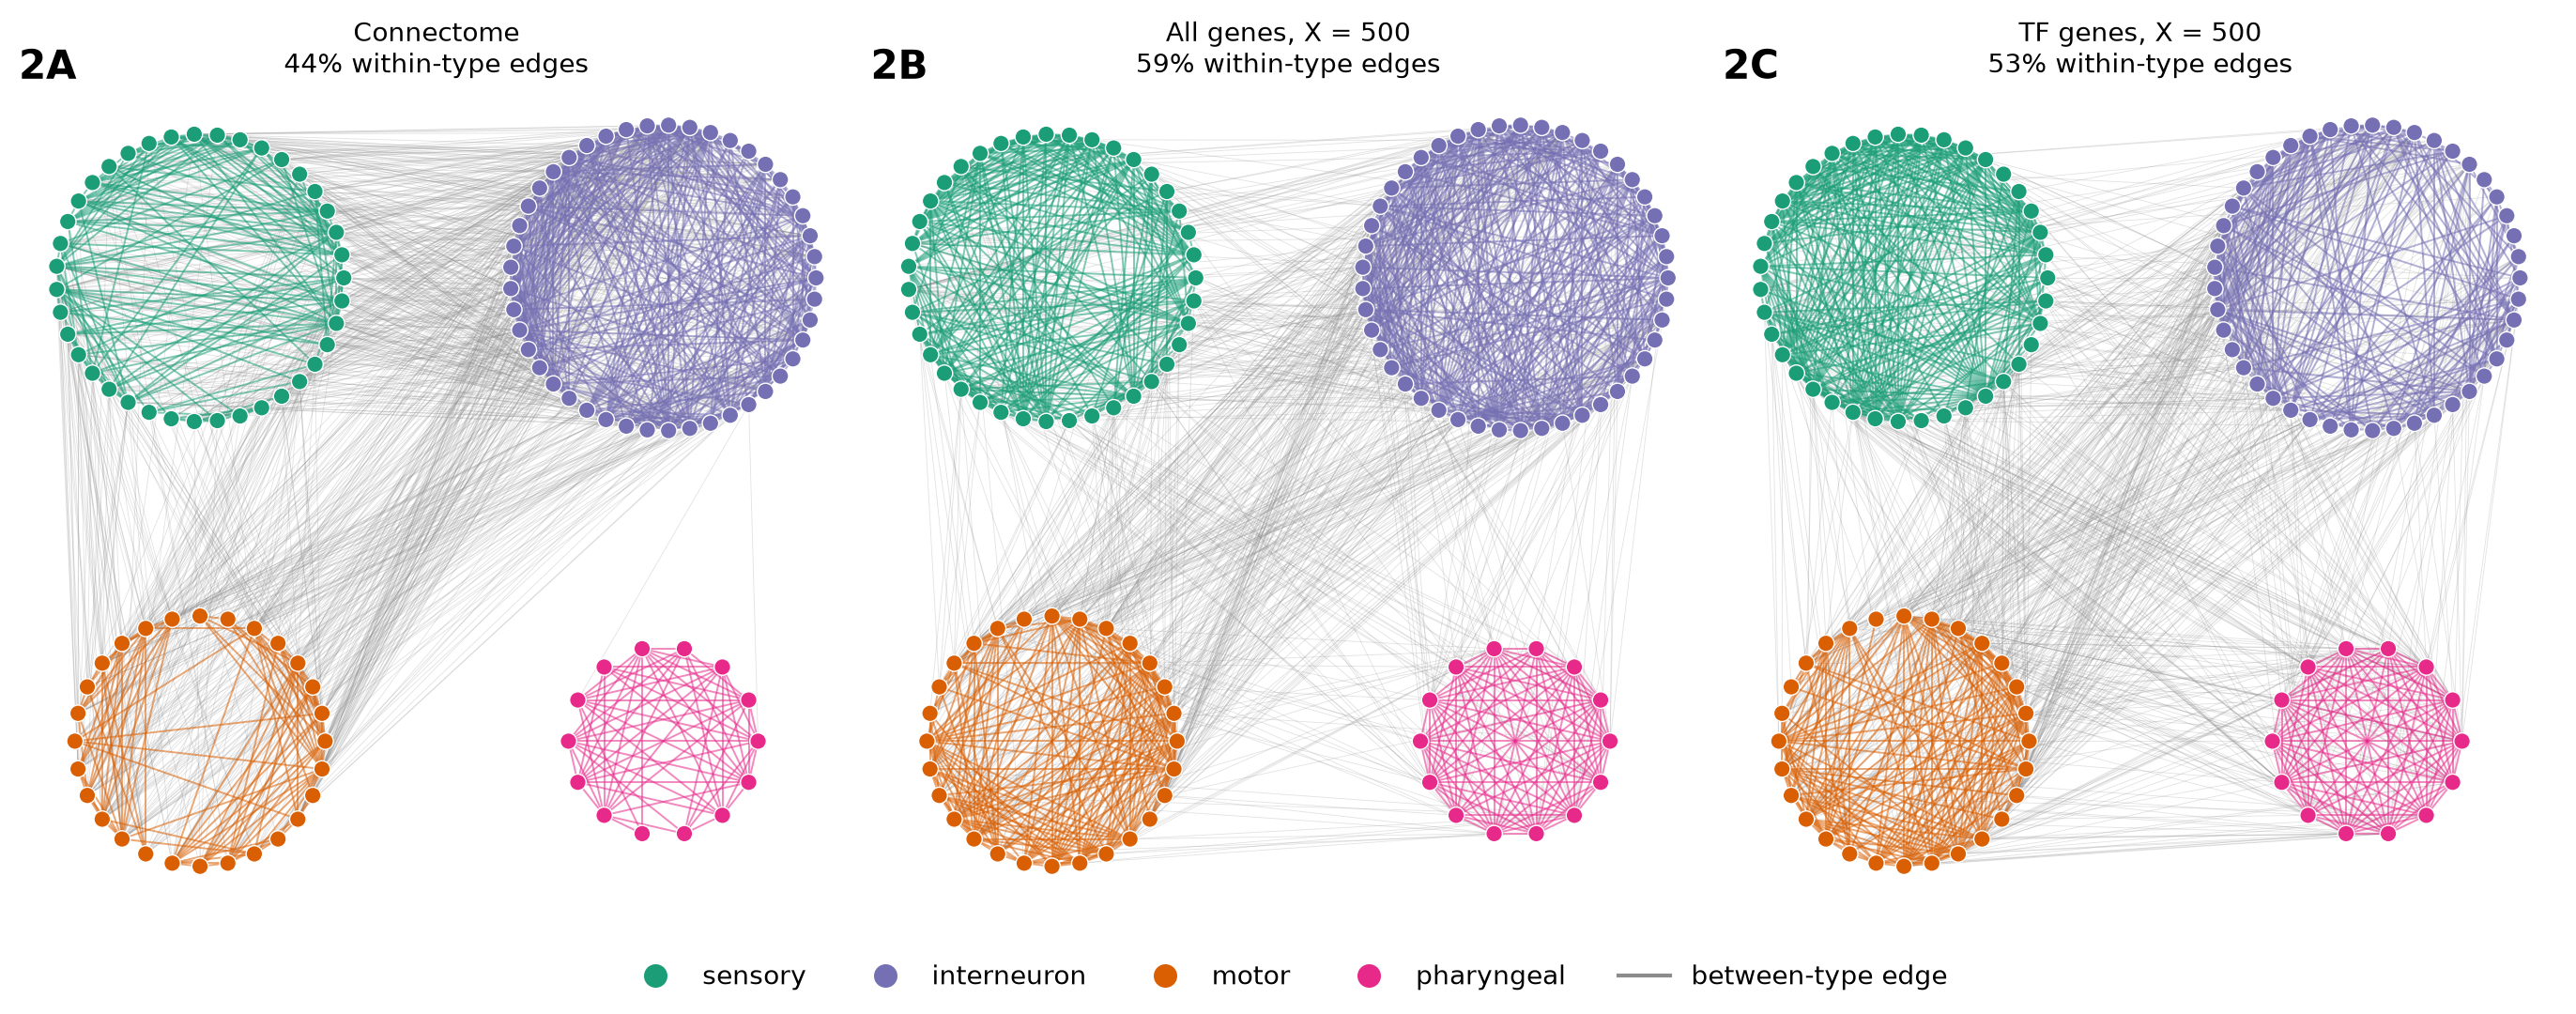 2A
Connectome
44% within-type edges
2B
All genes, X = 500
59% within-type edges
2C
TF genes, X = 500
53% within-type edges
sensory
interneuron
motor
pharyngeal
between-type edge